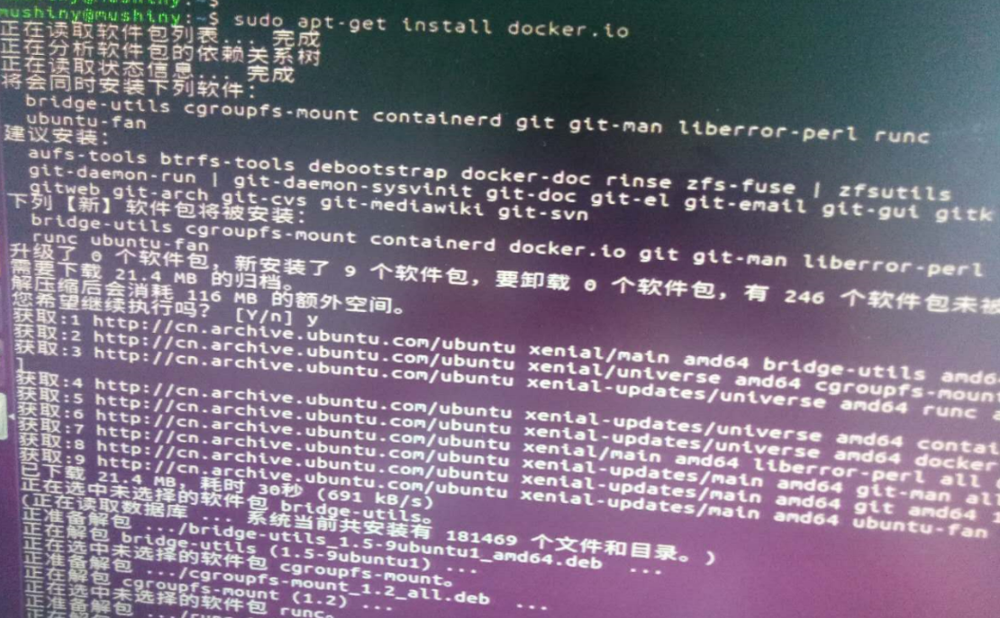 mushiny@mushiny:~$
mushiny@mushiny:~$ sudo apt-get install docker.io
正在读取软件包列表... 完成
正在分析软件包的依赖关系树
正在读取状态信息... 完成
将会同时安装下列软件：
bridge-utils cgroupfs-mount containerd git git-man liberror-perl runc
ubuntu-fan
建议安装：
aufs-tools btrfs-tools debootstrap docker-doc rinse zfs-fuse | zfsutils
git-daemon-run | git-daemon-sysvinit git-doc git-el git-email git-gui gitk
gitweb git-arch git-cvs git-mediawiki git-svn
下列【新】软件包将被安装：
bridge-utils cgroupfs-mount containerd docker.io git git-man liberror-perl
runc ubuntu-fan
升级了 0 个软件包，新安装了 9 个软件包，要卸载 0 个软件包，有 246 个软件包未被
需要下载 21.4 MB 的归档。
解压缩后会消耗 116 MB 的额外空间。
您希望继续执行吗？ [Y/n] y
获取:1 http://cn.archive.ubuntu.com/ubuntu xenial/main amd64 bridge-utils amd6
获取:2 http://cn.archive.ubuntu.com/ubuntu xenial/universe amd64 cgroupfs-mount
获取:3 http://cn.archive.ubuntu.com/ubuntu xenial-updates/universe amd64 runc a
]
获取:4 http://cn.archive.ubuntu.com/ubuntu xenial-updates/universe amd64 contai
获取:5 http://cn.archive.ubuntu.com/ubuntu xenial-updates/universe amd64 docker
获取:6 http://cn.archive.ubuntu.com/ubuntu xenial/main amd64 liberror-perl all
获取:7 http://cn.archive.ubuntu.com/ubuntu xenial-updates/main amd64 git-man all
获取:8 http://cn.archive.ubuntu.com/ubuntu xenial-updates/main amd64 git amd64 1
获取:9 http://cn.archive.ubuntu.com/ubuntu xenial-updates/main amd64 ubuntu-fan
已下载 21.4 MB，耗时 30秒 (691 kB/s)
正在选中未选择的软件包 bridge-utils。
(正在读取数据库 ... 系统当前共安装有 181469 个文件和目录。)
正准备解包 .../bridge-utils_1.5-9ubuntu1_amd64.deb ...
正在解包 bridge-utils (1.5-9ubuntu1) ...
正在选中未选择的软件包 cgroupfs-mount。
正准备解包 .../cgroupfs-mount_1.2_all.deb ...
正在解包 cgroupfs-mount (1.2) ...
正在选中未选择的软件包 runc。
正准备解包
正在解包